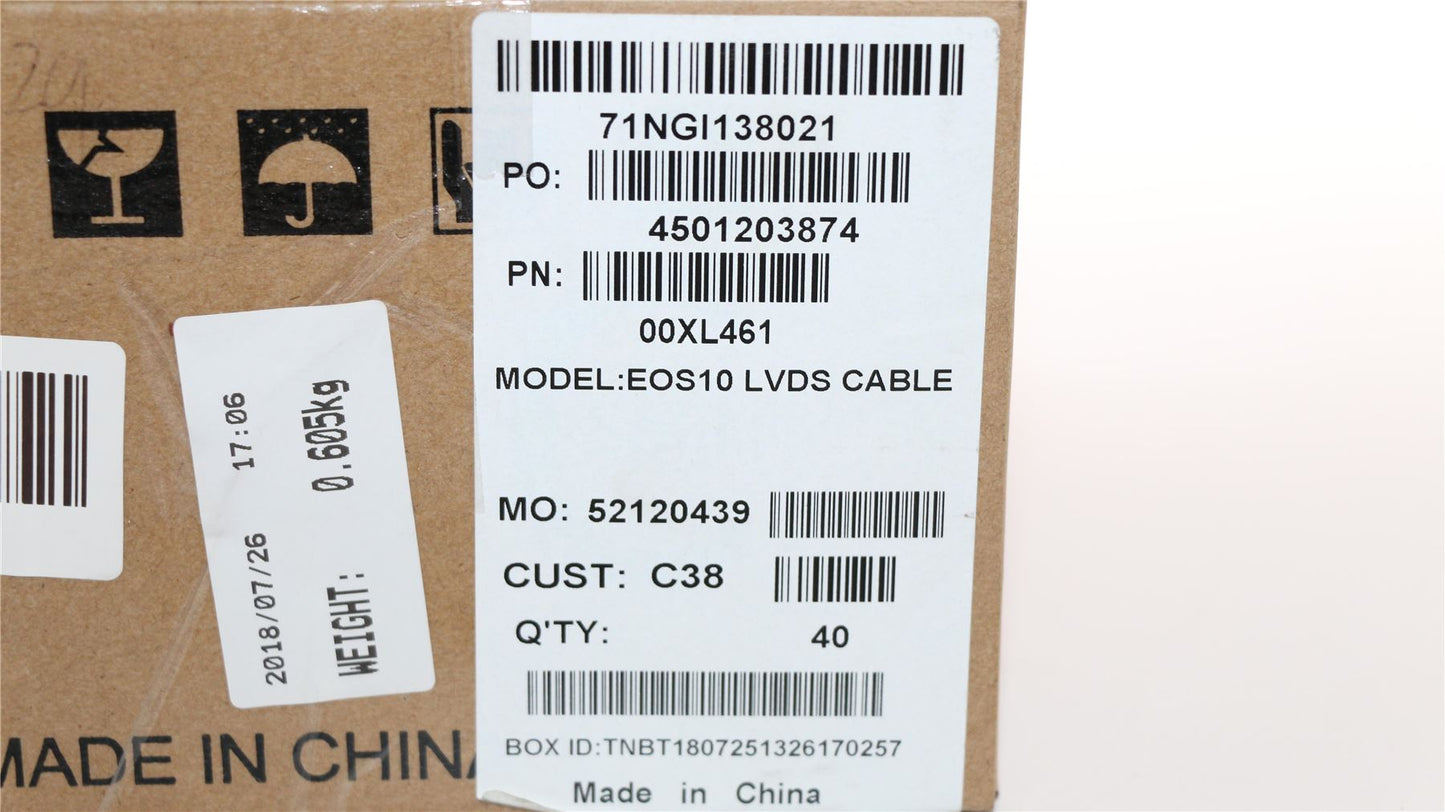 71NGI138021
PO:
4501203874
PN:
00XL461
MODEL:EOS10 LVDS CABLE
MO: 52120439
CUST: C38
Q'TY: 40
BOX ID:TNBT1807251326170257
Made in China
2018/07/26 17:06
WEIGHT: 0.605kg
MADE IN CHINA